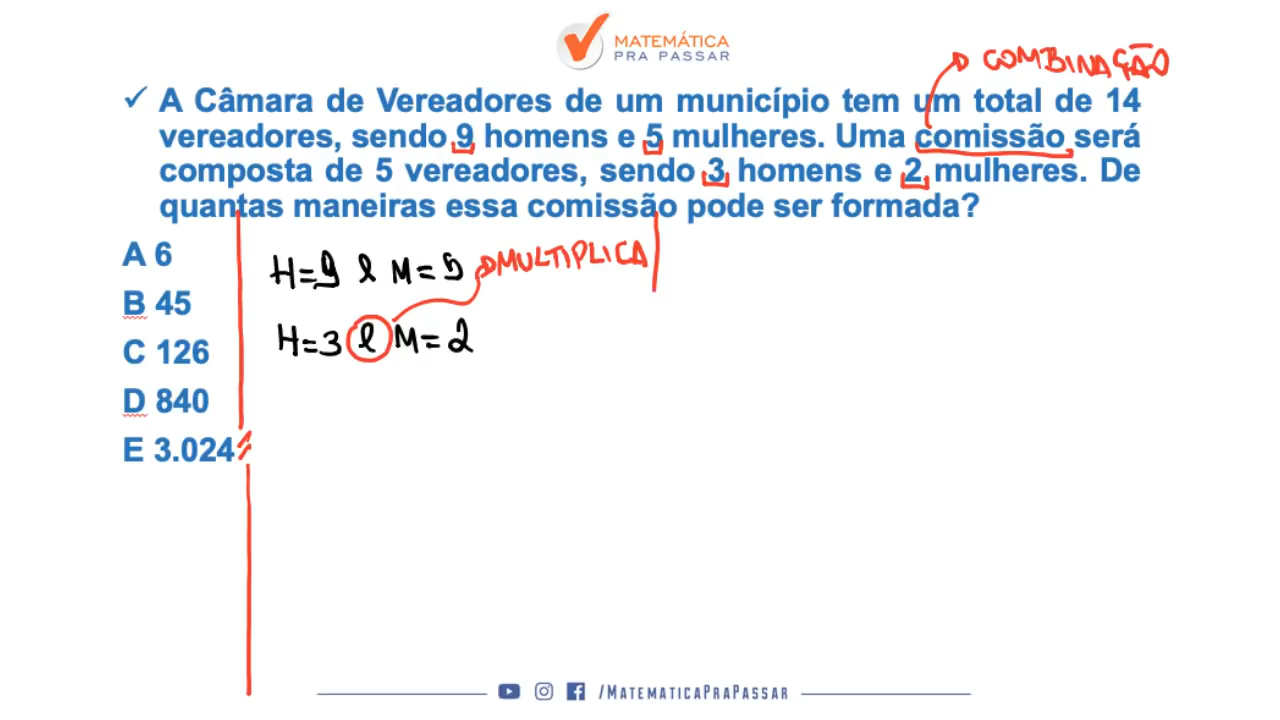 MATEMÁTICA
PRA PASSAR
COMBINAÇÃO
✓ A Câmara de Vereadores de um município tem um total de 14
vereadores, sendo 9 homens e 5 mulheres. Uma comissão será
composta de 5 vereadores, sendo 3 homens e 2 mulheres. De
quantas maneiras essa comissão pode ser formada?
A 6
B 45
C 126
D 840
E 3.024
H=9 e M=5
MULTIPLICA
H=3 e M=2
/MATEMATICAPRAPASSAR